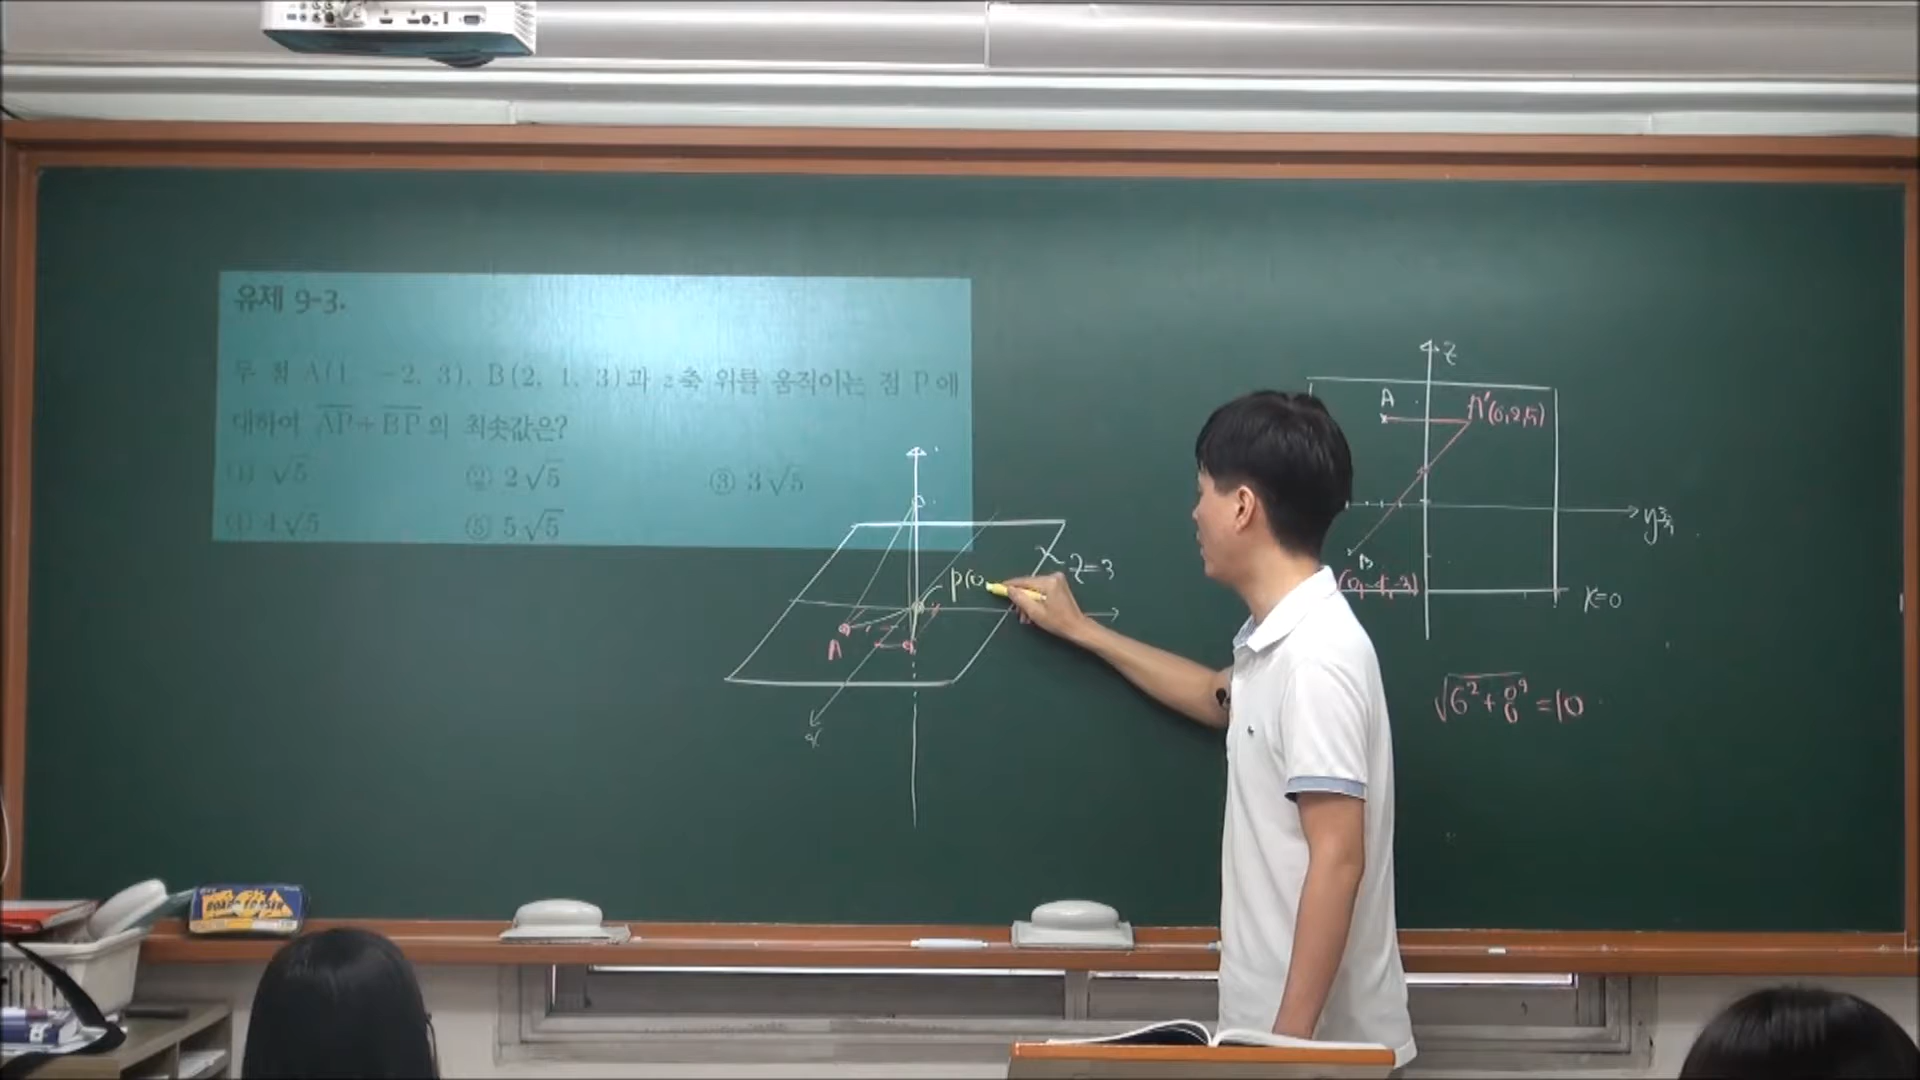 유제 9-3.
두 점 A(1, -2, 3), B(2, 1, 3)과 z축 위를 움직이는 점 P에
대하여 AP+BP의 최솟값은?
① √5 ② 2√5 ③ 3√5
④ 4√5 ⑤ 5√5
P(0,
z=3
A
x
z
A
A'(0,2,5)
B
x=0
√6²+8² =10
BOARD ERASER